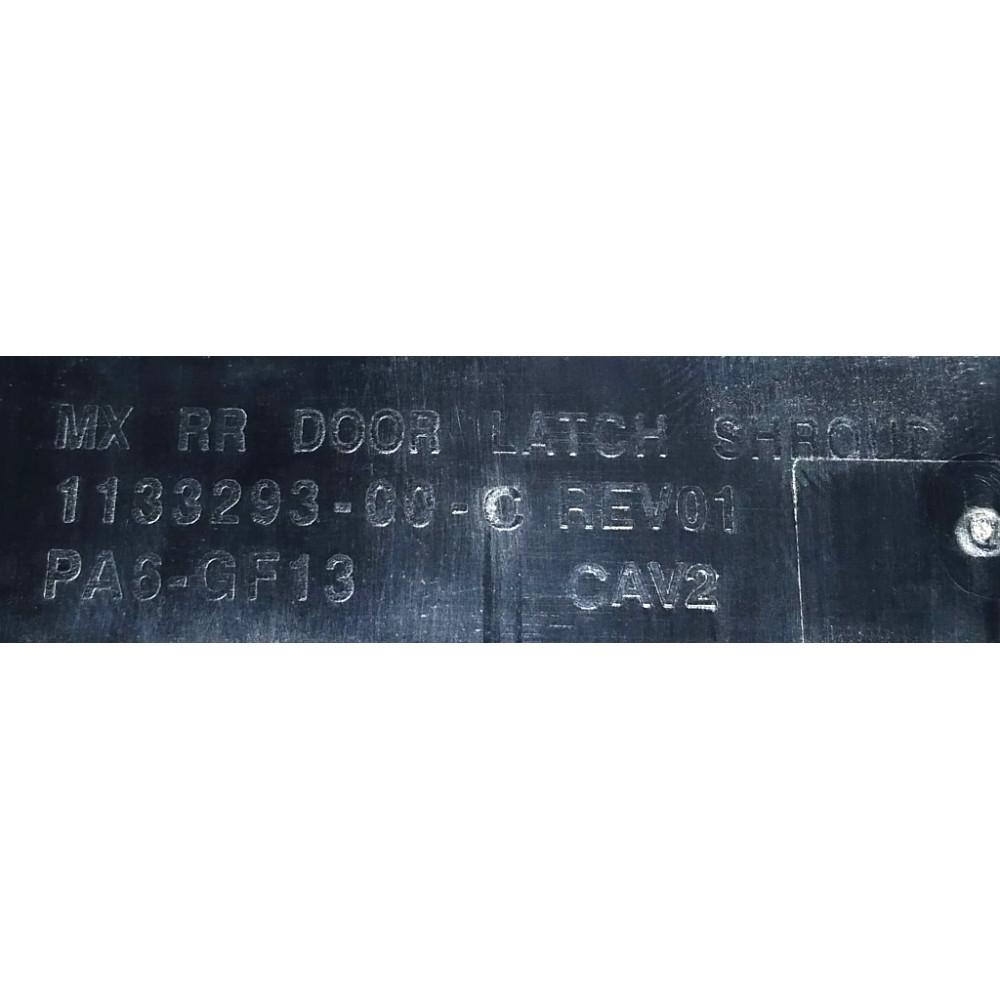 MX RR DOOR LATCH SHROUD
1133293-00-C REV01
PA6-GF13 CAV2